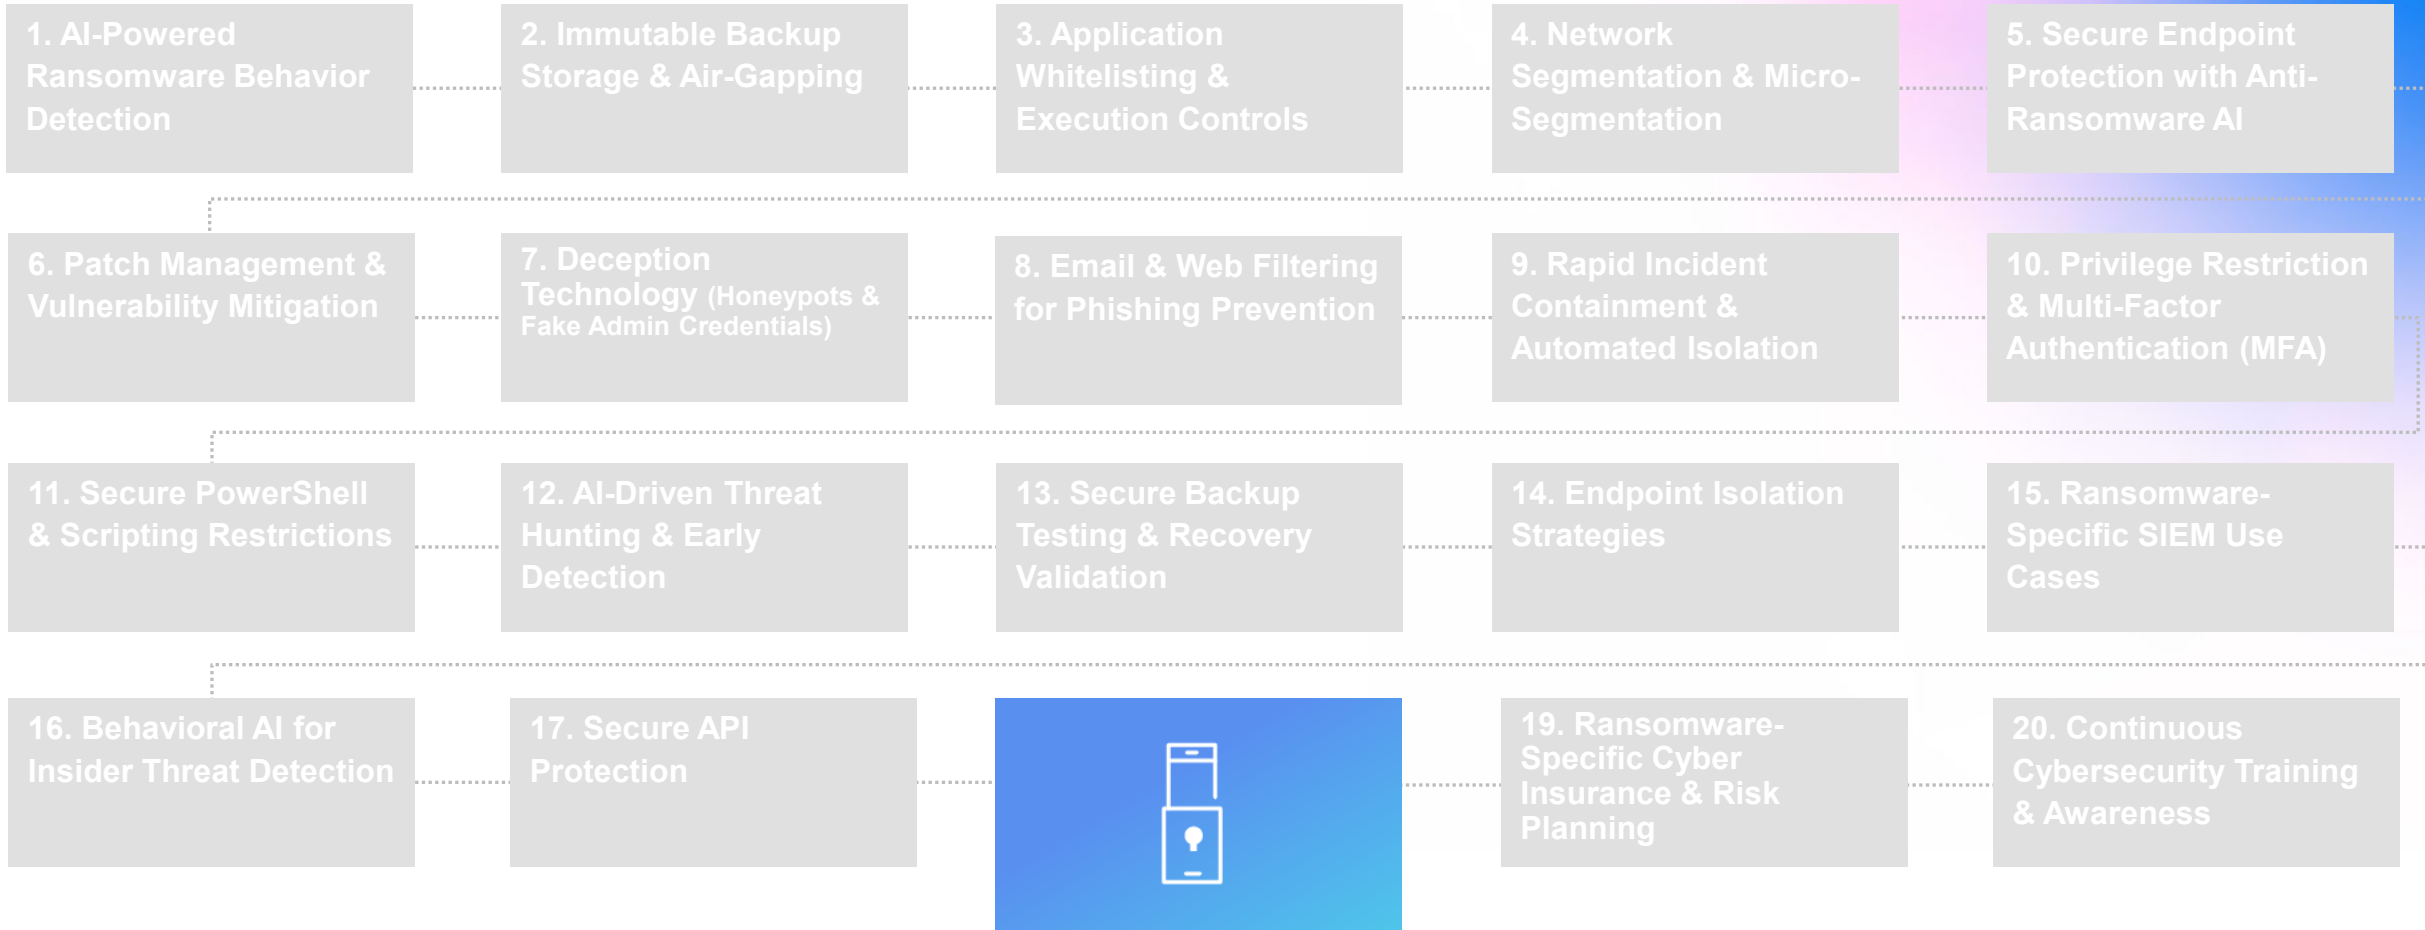 1. AI-Powered
Ransomware Behavior
Detection
2. Immutable Backup
Storage & Air-Gapping
3. Application
Whitelisting &
Execution Controls
4. Network
Segmentation & Micro-
Segmentation
5. Secure Endpoint
Protection with Anti-
Ransomware AI
6. Patch Management &
Vulnerability Mitigation
7. Deception
Technology (Honeypots &
Fake Admin Credentials)
8. Email & Web Filtering
for Phishing Prevention
9. Rapid Incident
Containment &
Automated Isolation
10. Privilege Restriction
& Multi-Factor
Authentication (MFA)
11. Secure PowerShell
& Scripting Restrictions
12. AI-Driven Threat
Hunting & Early
Detection
13. Secure Backup
Testing & Recovery
Validation
14. Endpoint Isolation
Strategies
15. Ransomware-
Specific SIEM Use
Cases
16. Behavioral AI for
Insider Threat Detection
17. Secure API
Protection
19. Ransomware-
Specific Cyber
Insurance & Risk
Planning
20. Continuous
Cybersecurity Training
& Awareness